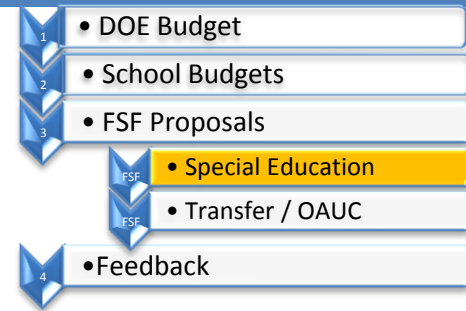 1 • DOE Budget
2 • School Budgets
3 • FSF Proposals
FSF • Special Education
FSF • Transfer / OAUC
4 •Feedback